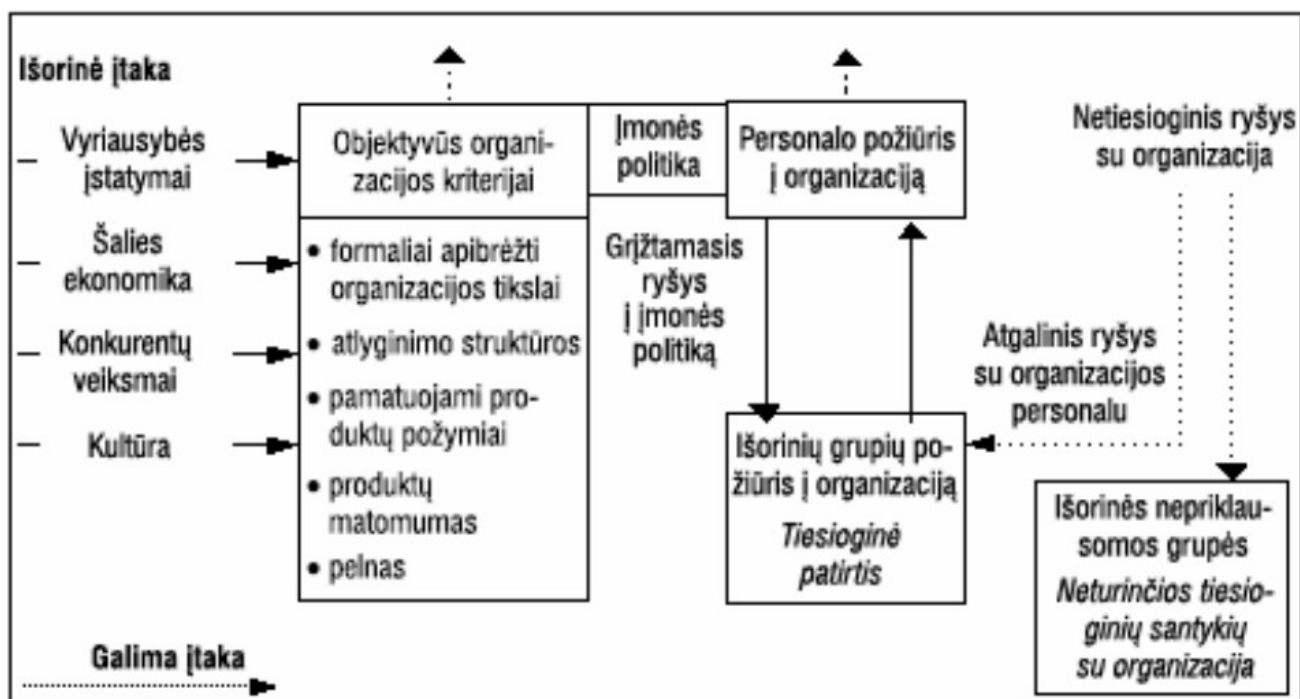 Išorinė įtaka
Vyriausybės
įstatymai
Šalies
ekonomika
Konkurentų
veiksmai
Kultūra
Objektyvūs organi-
zacijos kriterijai
• formaliai apibrėžti
organizacijos tikslai
• atlyginimo struktūros
• pamatuojami pro-
duktų požymiai
• produktų
matomumas
• pelnas
Įmonės
politika
Grįžtamasis
ryšys
į įmonės
politiką
Personalo požiūris
į organizaciją
Išorinių grupių po-
žiūris į organizaciją
Tiesioginė
patirtis
Netiesioginis ryšys
su organizacija
Atgalinis ryšys
su organizacijos
personalu
Išorinės nepriklau-
somos grupės
Neturinčios tiesio-
ginių santykių
su organizacija
Galima įtaka